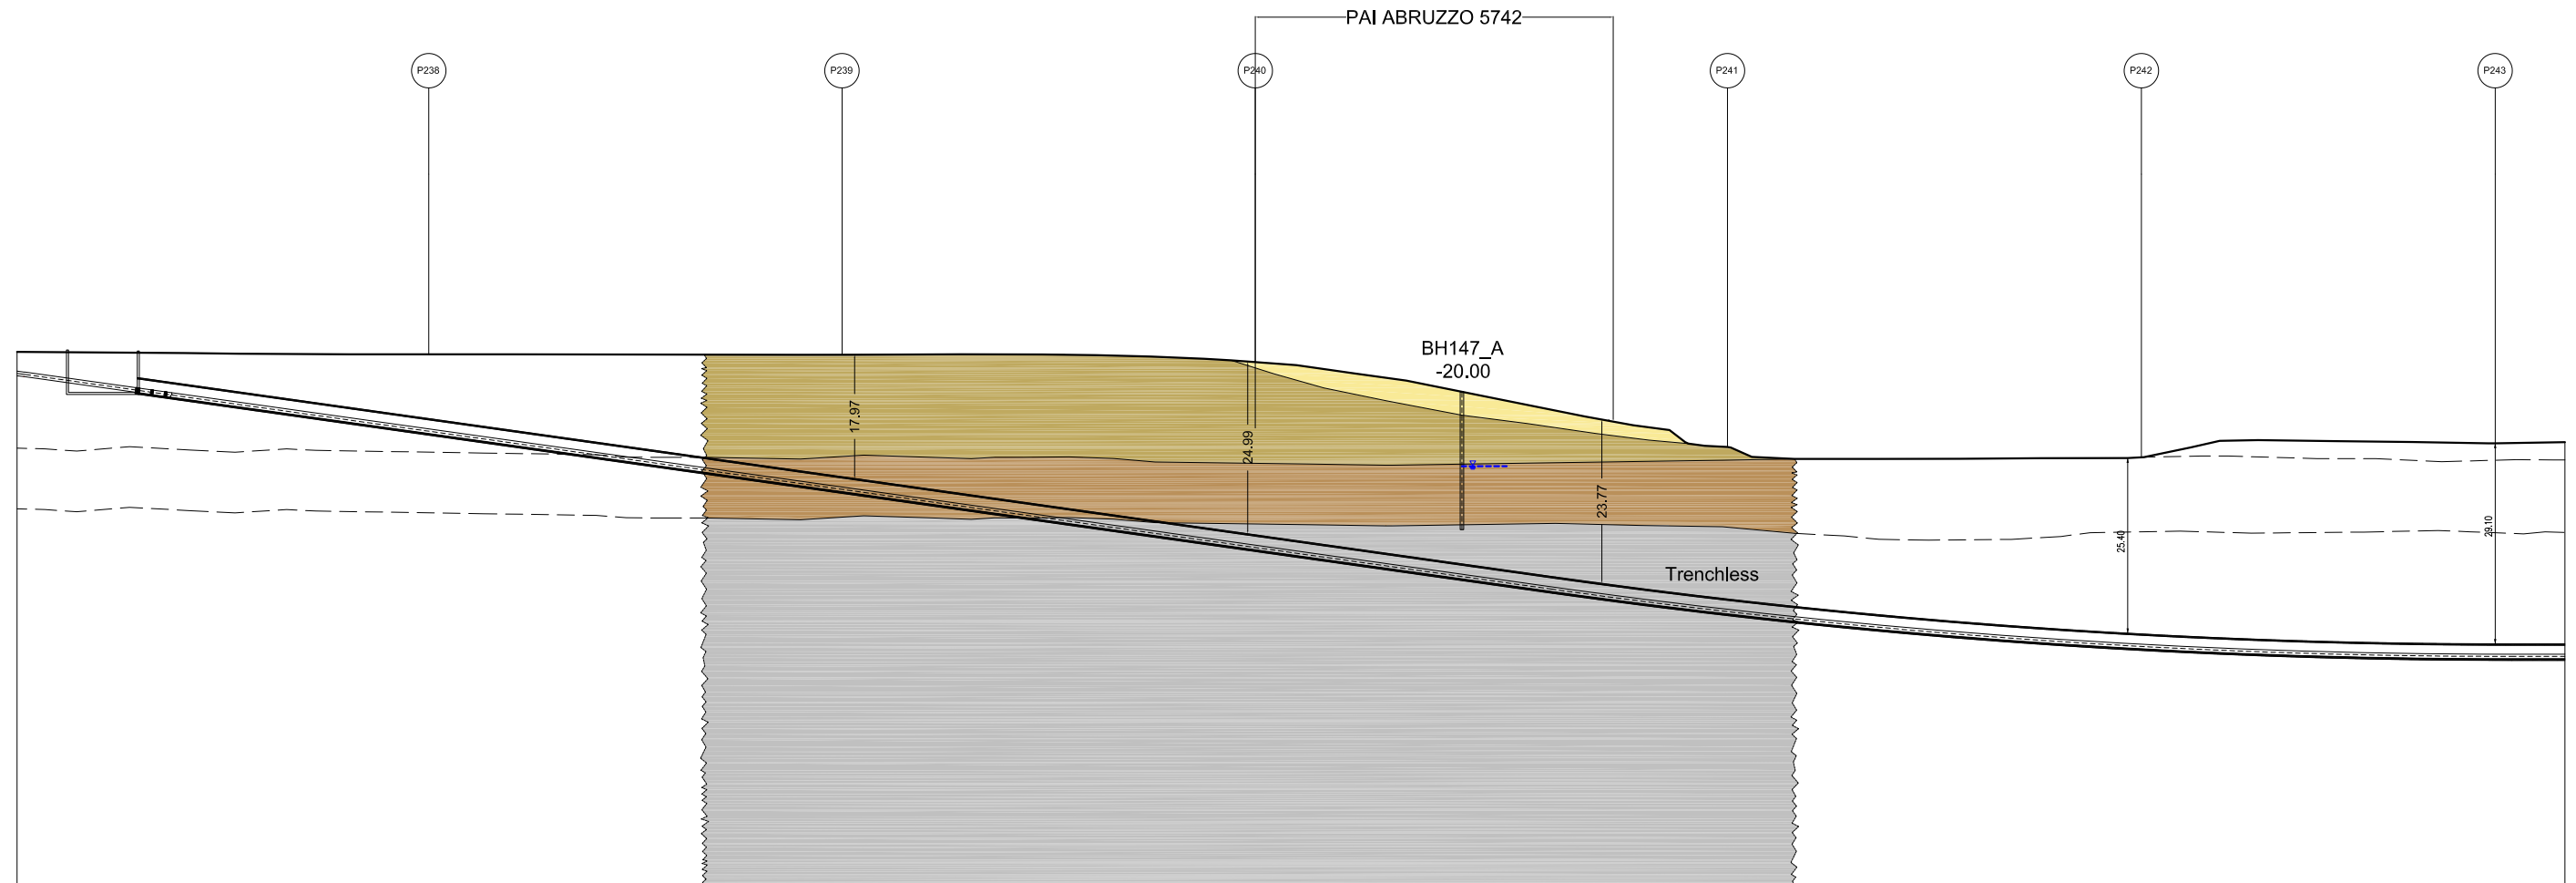 PAI ABRUZZO 5742
P238
P239
P240
P241
P242
P243
BH147_A
-20.00
17.97
24.99
23.77
Trenchless
25.40
29.10